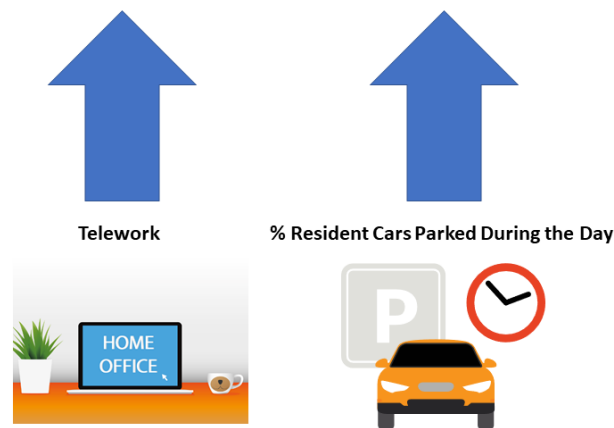 Telework
% Resident Cars Parked During the Day
HOME
OFFICE
P